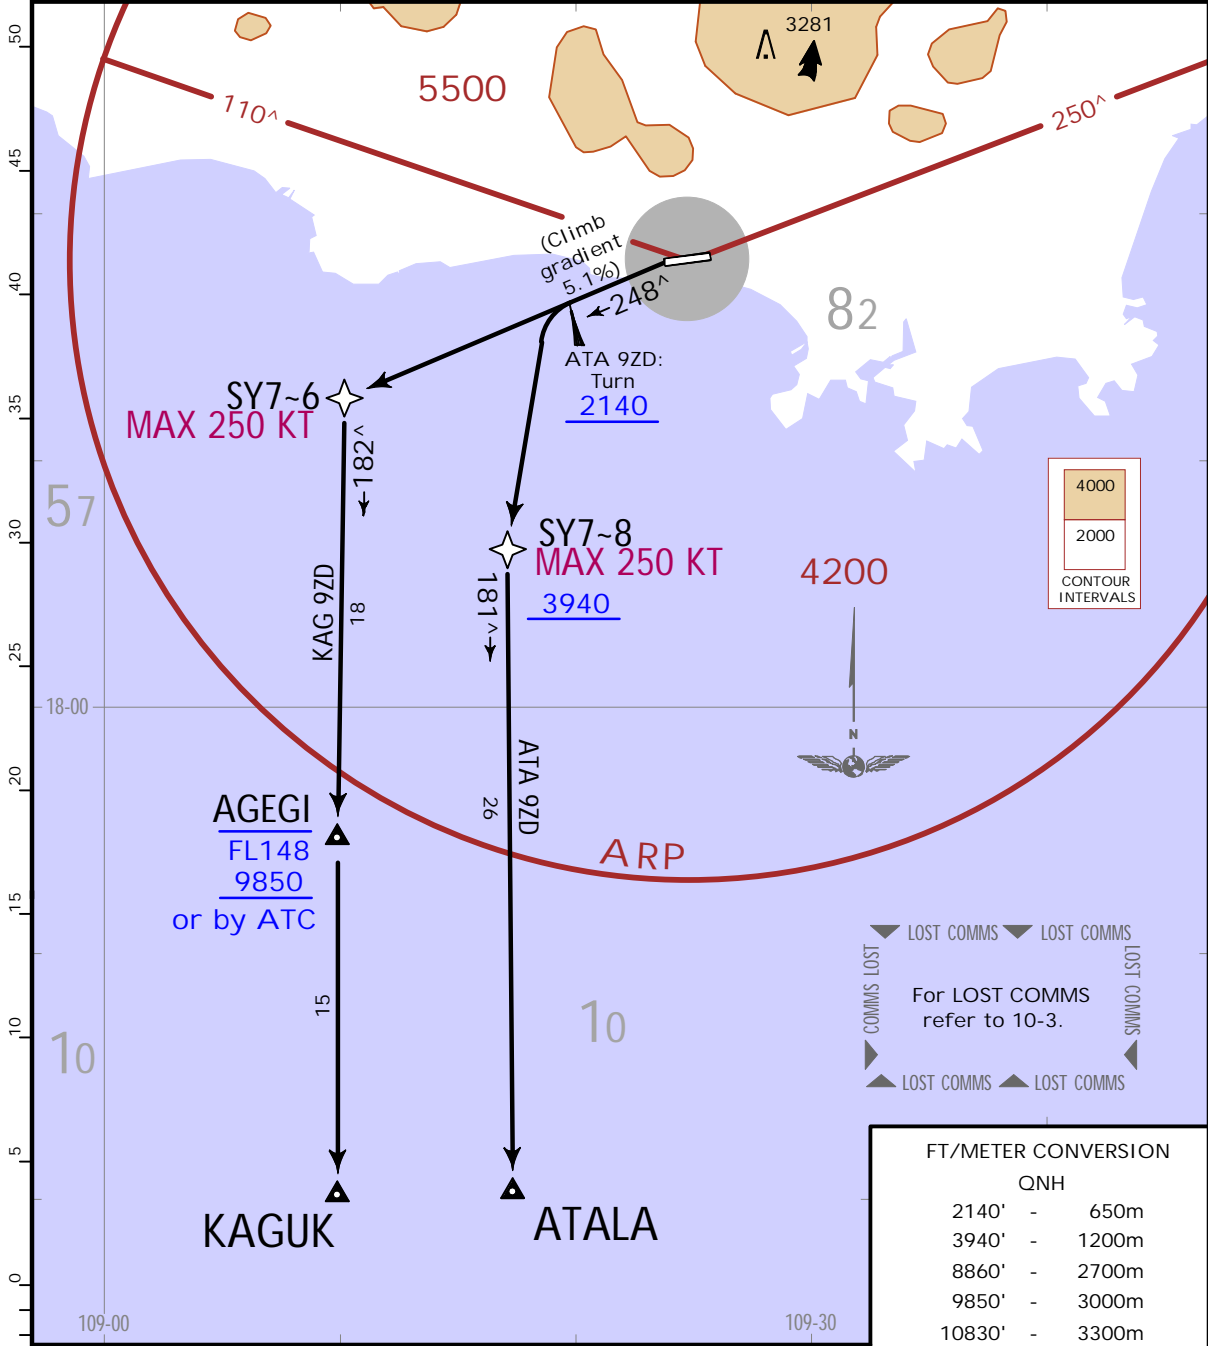 50
3281
5500
110^
250^
45
(Climb
gradient
5.1%)
40
←248^
82
ATA 9ZD:
Turn
2140
SY7~6
MAX 250 KT
35
←182^→
4000
2000
CONTOUR
INTERVALS
57
30
SY7~8
MAX 250 KT
4200
3940
181^→
KAG 9ZD
18
25
18-00
N
ATA 9ZD
26
20
AGEGI
FL148
9850
or by ATC
ARP
15
LOST COMMS
LOST COMMS
COMMS LOST
LOST COMMS
For LOST COMMS
refer to 10-3.
15
10
10
10
LOST COMMS
LOST COMMS
5
KAGUK
ATALA
0
109-00
109-30
FT/METER CONVERSION
QNH
2140' - 650m
3940' - 1200m
8860' - 2700m
9850' - 3000m
10830' - 3300m